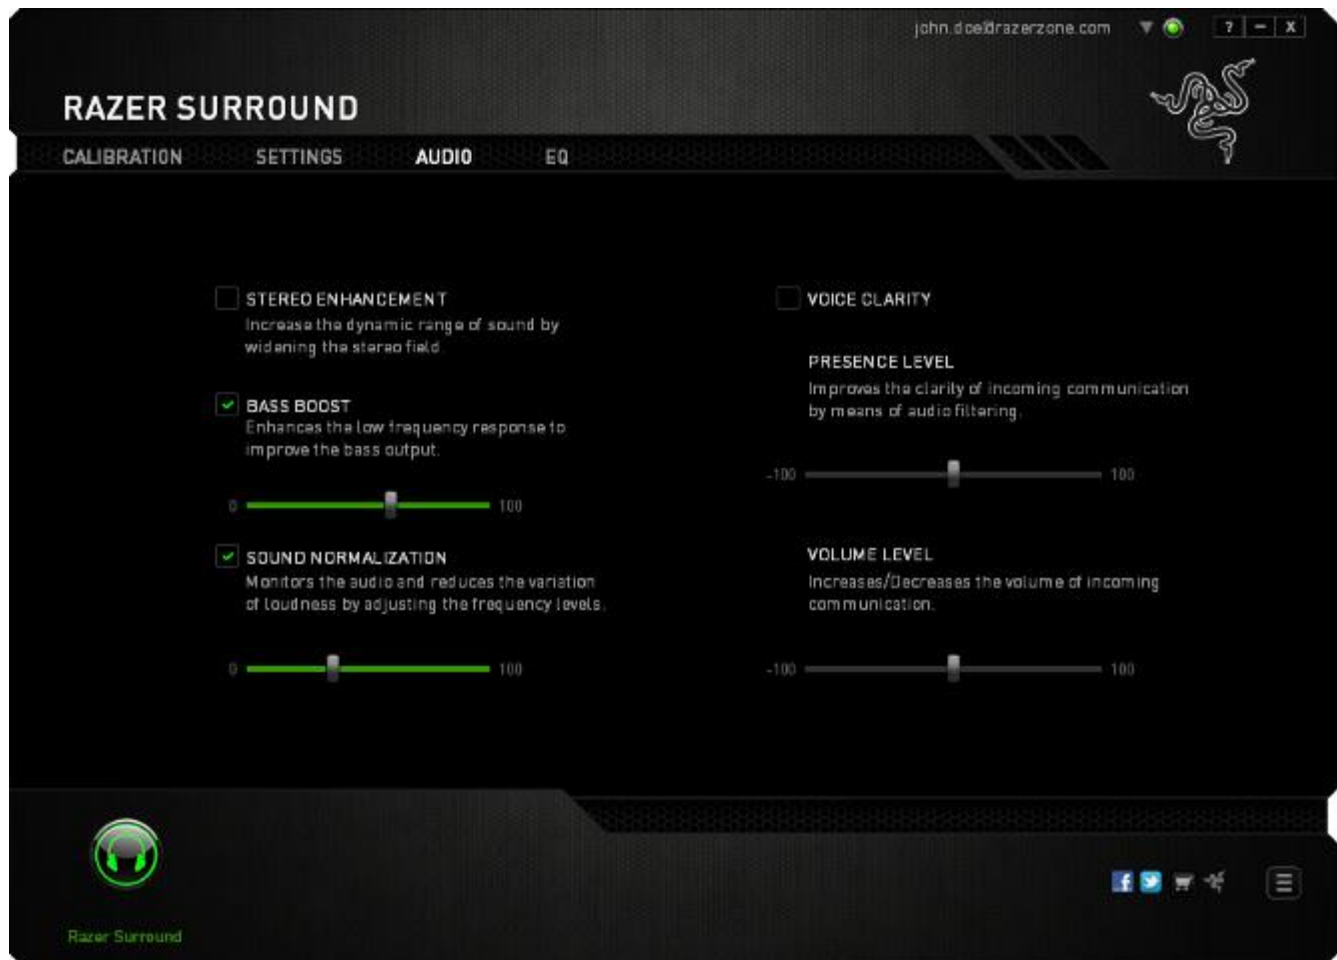 john.doe@razerzone.com
? – X
RAZER SURROUND
CALIBRATION SETTINGS AUDIO EQ
STEREO ENHANCEMENT
Increase the dynamic range of sound by
widening the stereo field.
BASS BOOST
Enhances the low frequency response to
improve the bass output.
0 100
SOUND NORMALIZATION
Monitors the audio and reduces the variation
of loudness by adjusting the frequency levels.
0 100
VOICE CLARITY
PRESENCE LEVEL
Improves the clarity of incoming communication
by means of audio filtering.
-100 100
VOLUME LEVEL
Increases/Decreases the volume of incoming
communication.
-100 100
Razer Surround